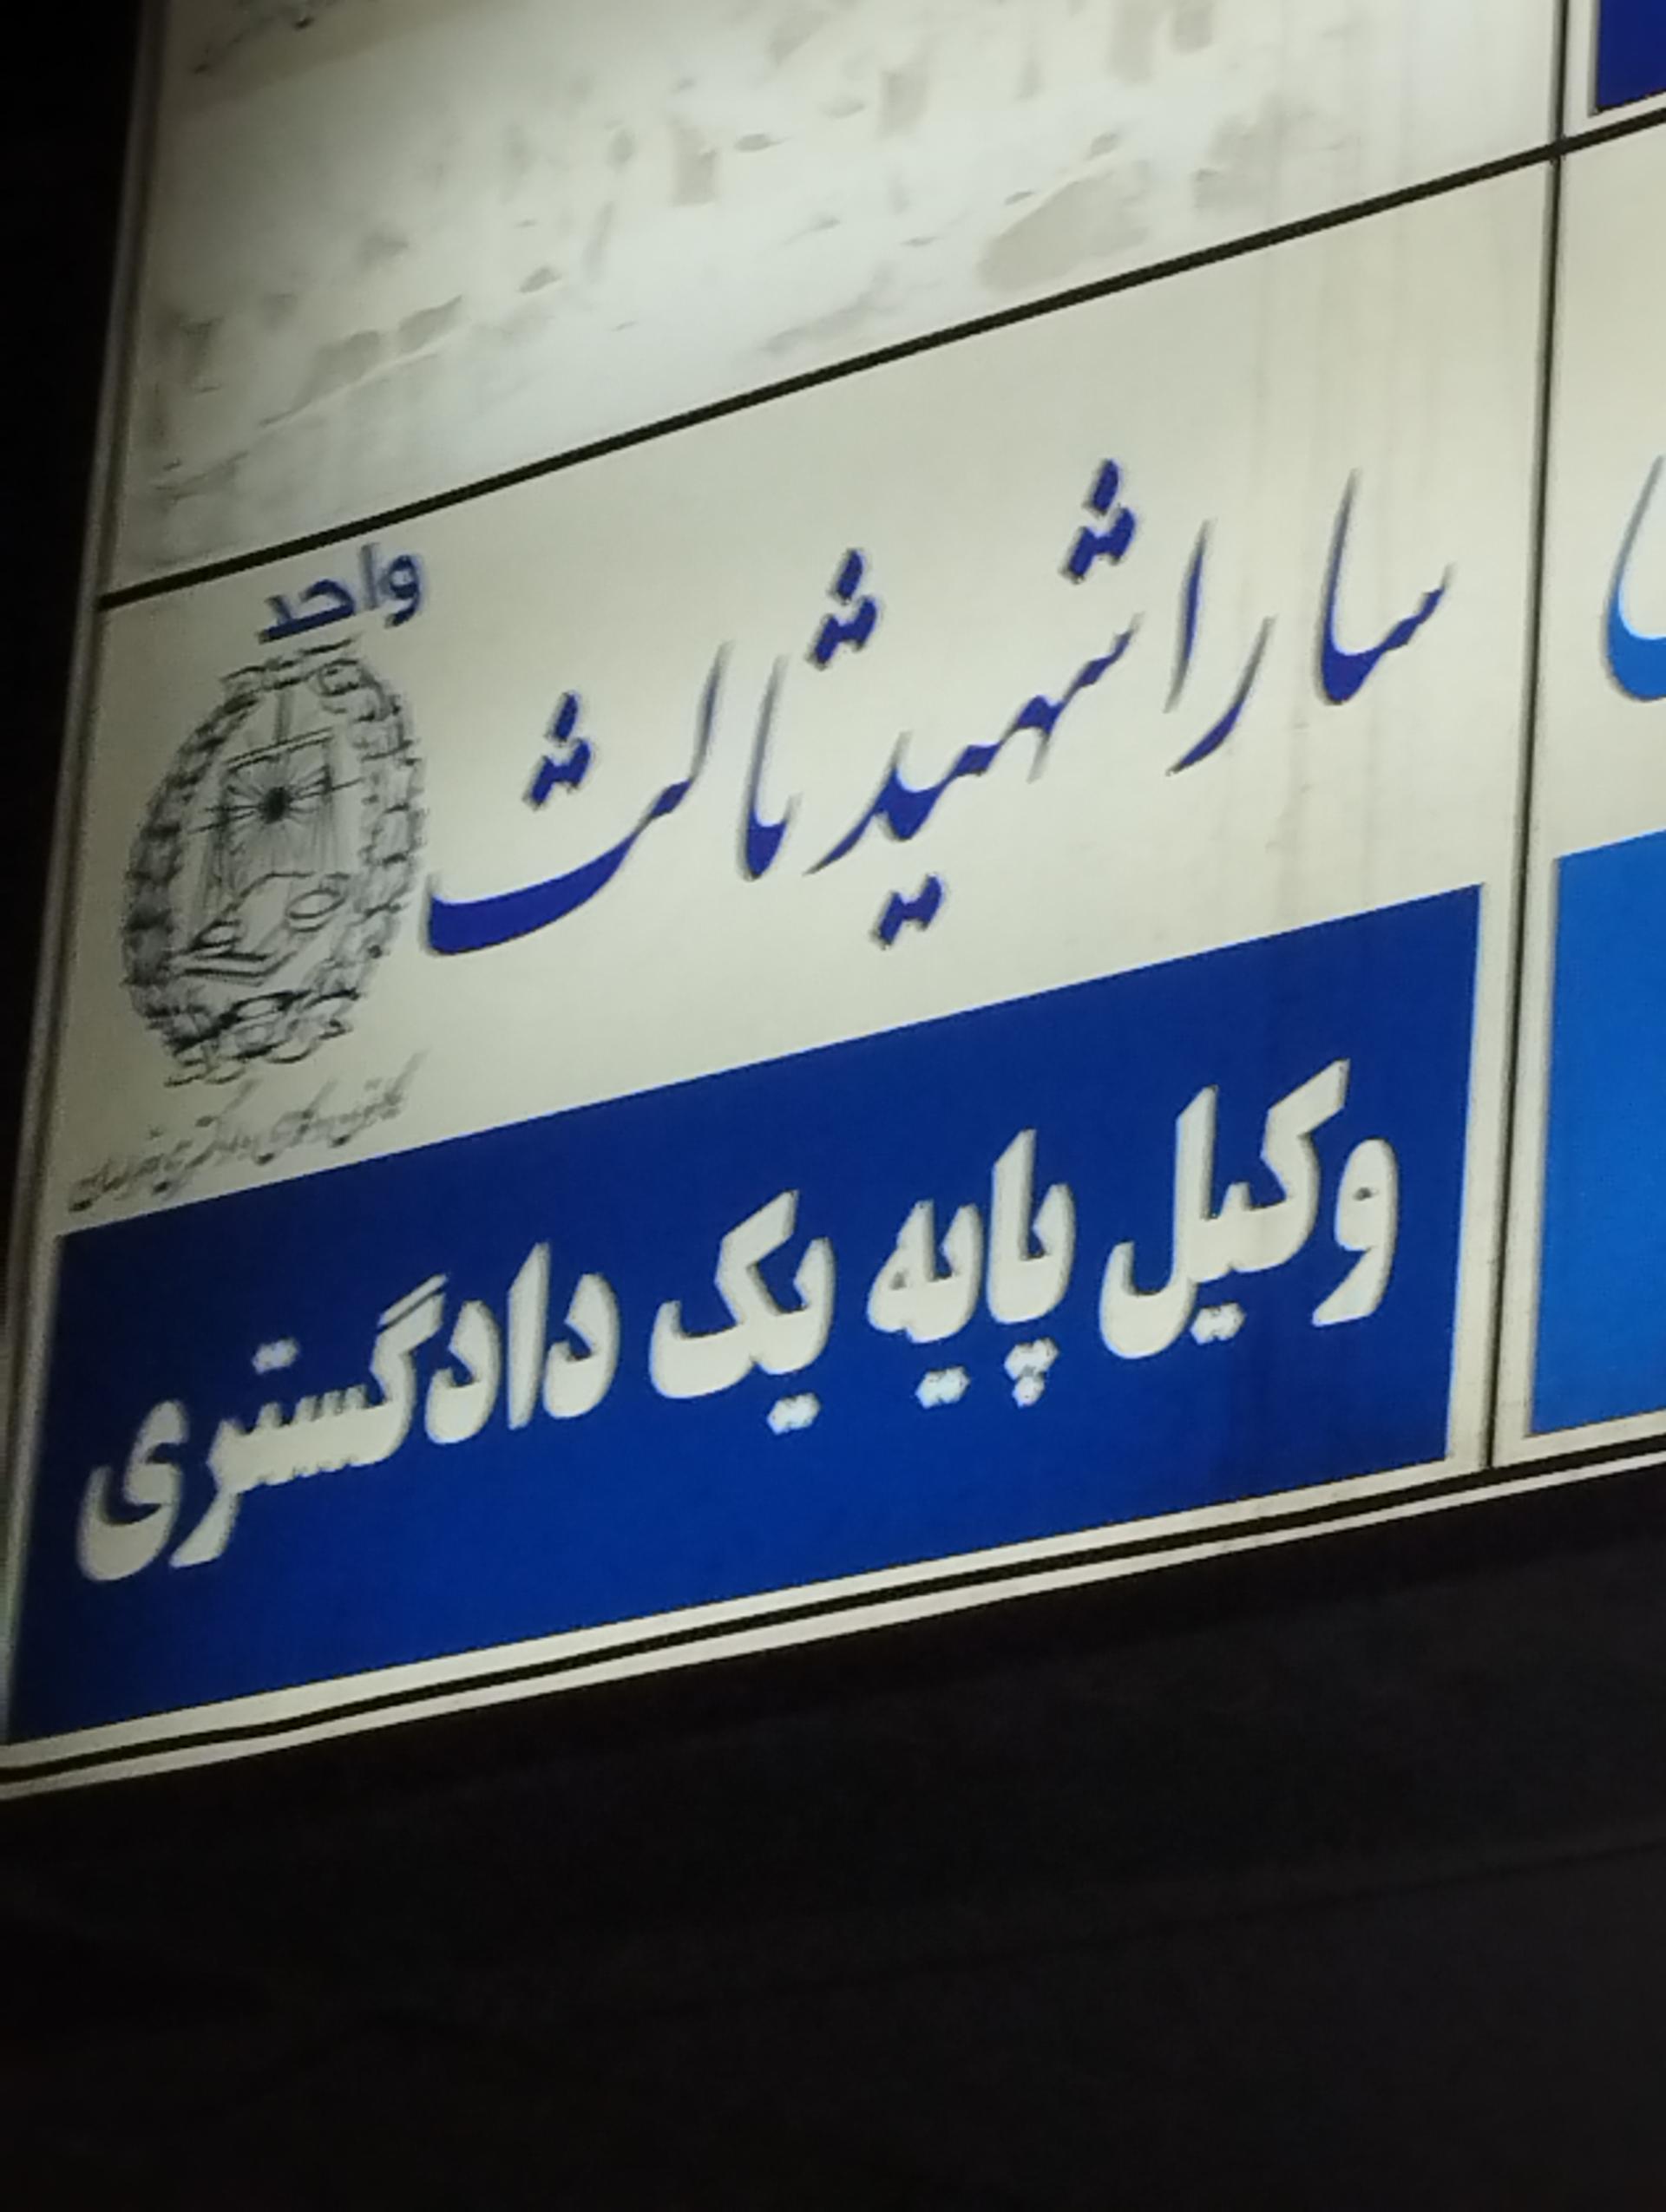 واحد
سارا شهید ثالث
وکیل پایه یک دادگستری